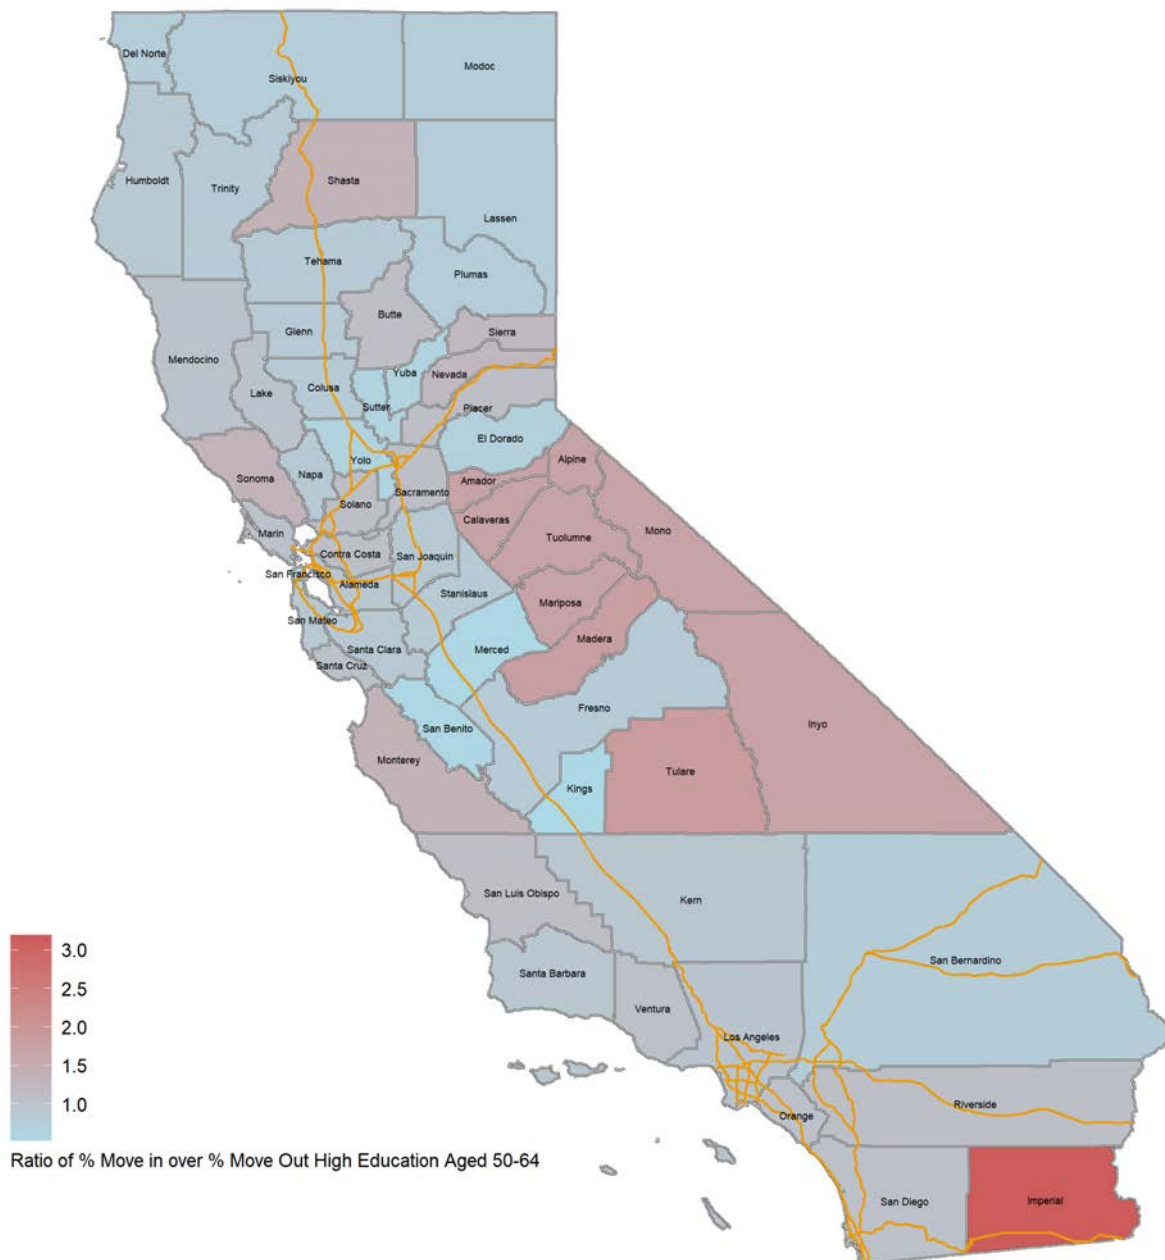 Del Norte
Siskiyou
Modoc
Humboldt
Trinity
Shasta
Lassen
Tehama
Plumas
Butte
Glenn
Sierra
Mendocino
Lake
Colusa
Yuba
Nevada
Sutter
Placer
El Dorado
Yolo
Napa
Sonoma
Alpine
Amador
Sacramento
Solano
Calaveras
Mono
Marin
Tuolumne
Contra Costa
San Joaquin
San Francisco
Alameda
Stanislaus
Mariposa
San Mateo
Madera
Santa Clara
Merced
Santa Cruz
Fresno
Inyo
San Benito
Monterey
Tulare
Kings
San Luis Obispo
Kern
San Bernardino
Santa Barbara
Ventura
Los Angeles
Riverside
Orange
San Diego
Imperial
3.0
2.5
2.0
1.5
1.0
Ratio of % Move in over % Move Out High Education Aged 50-64